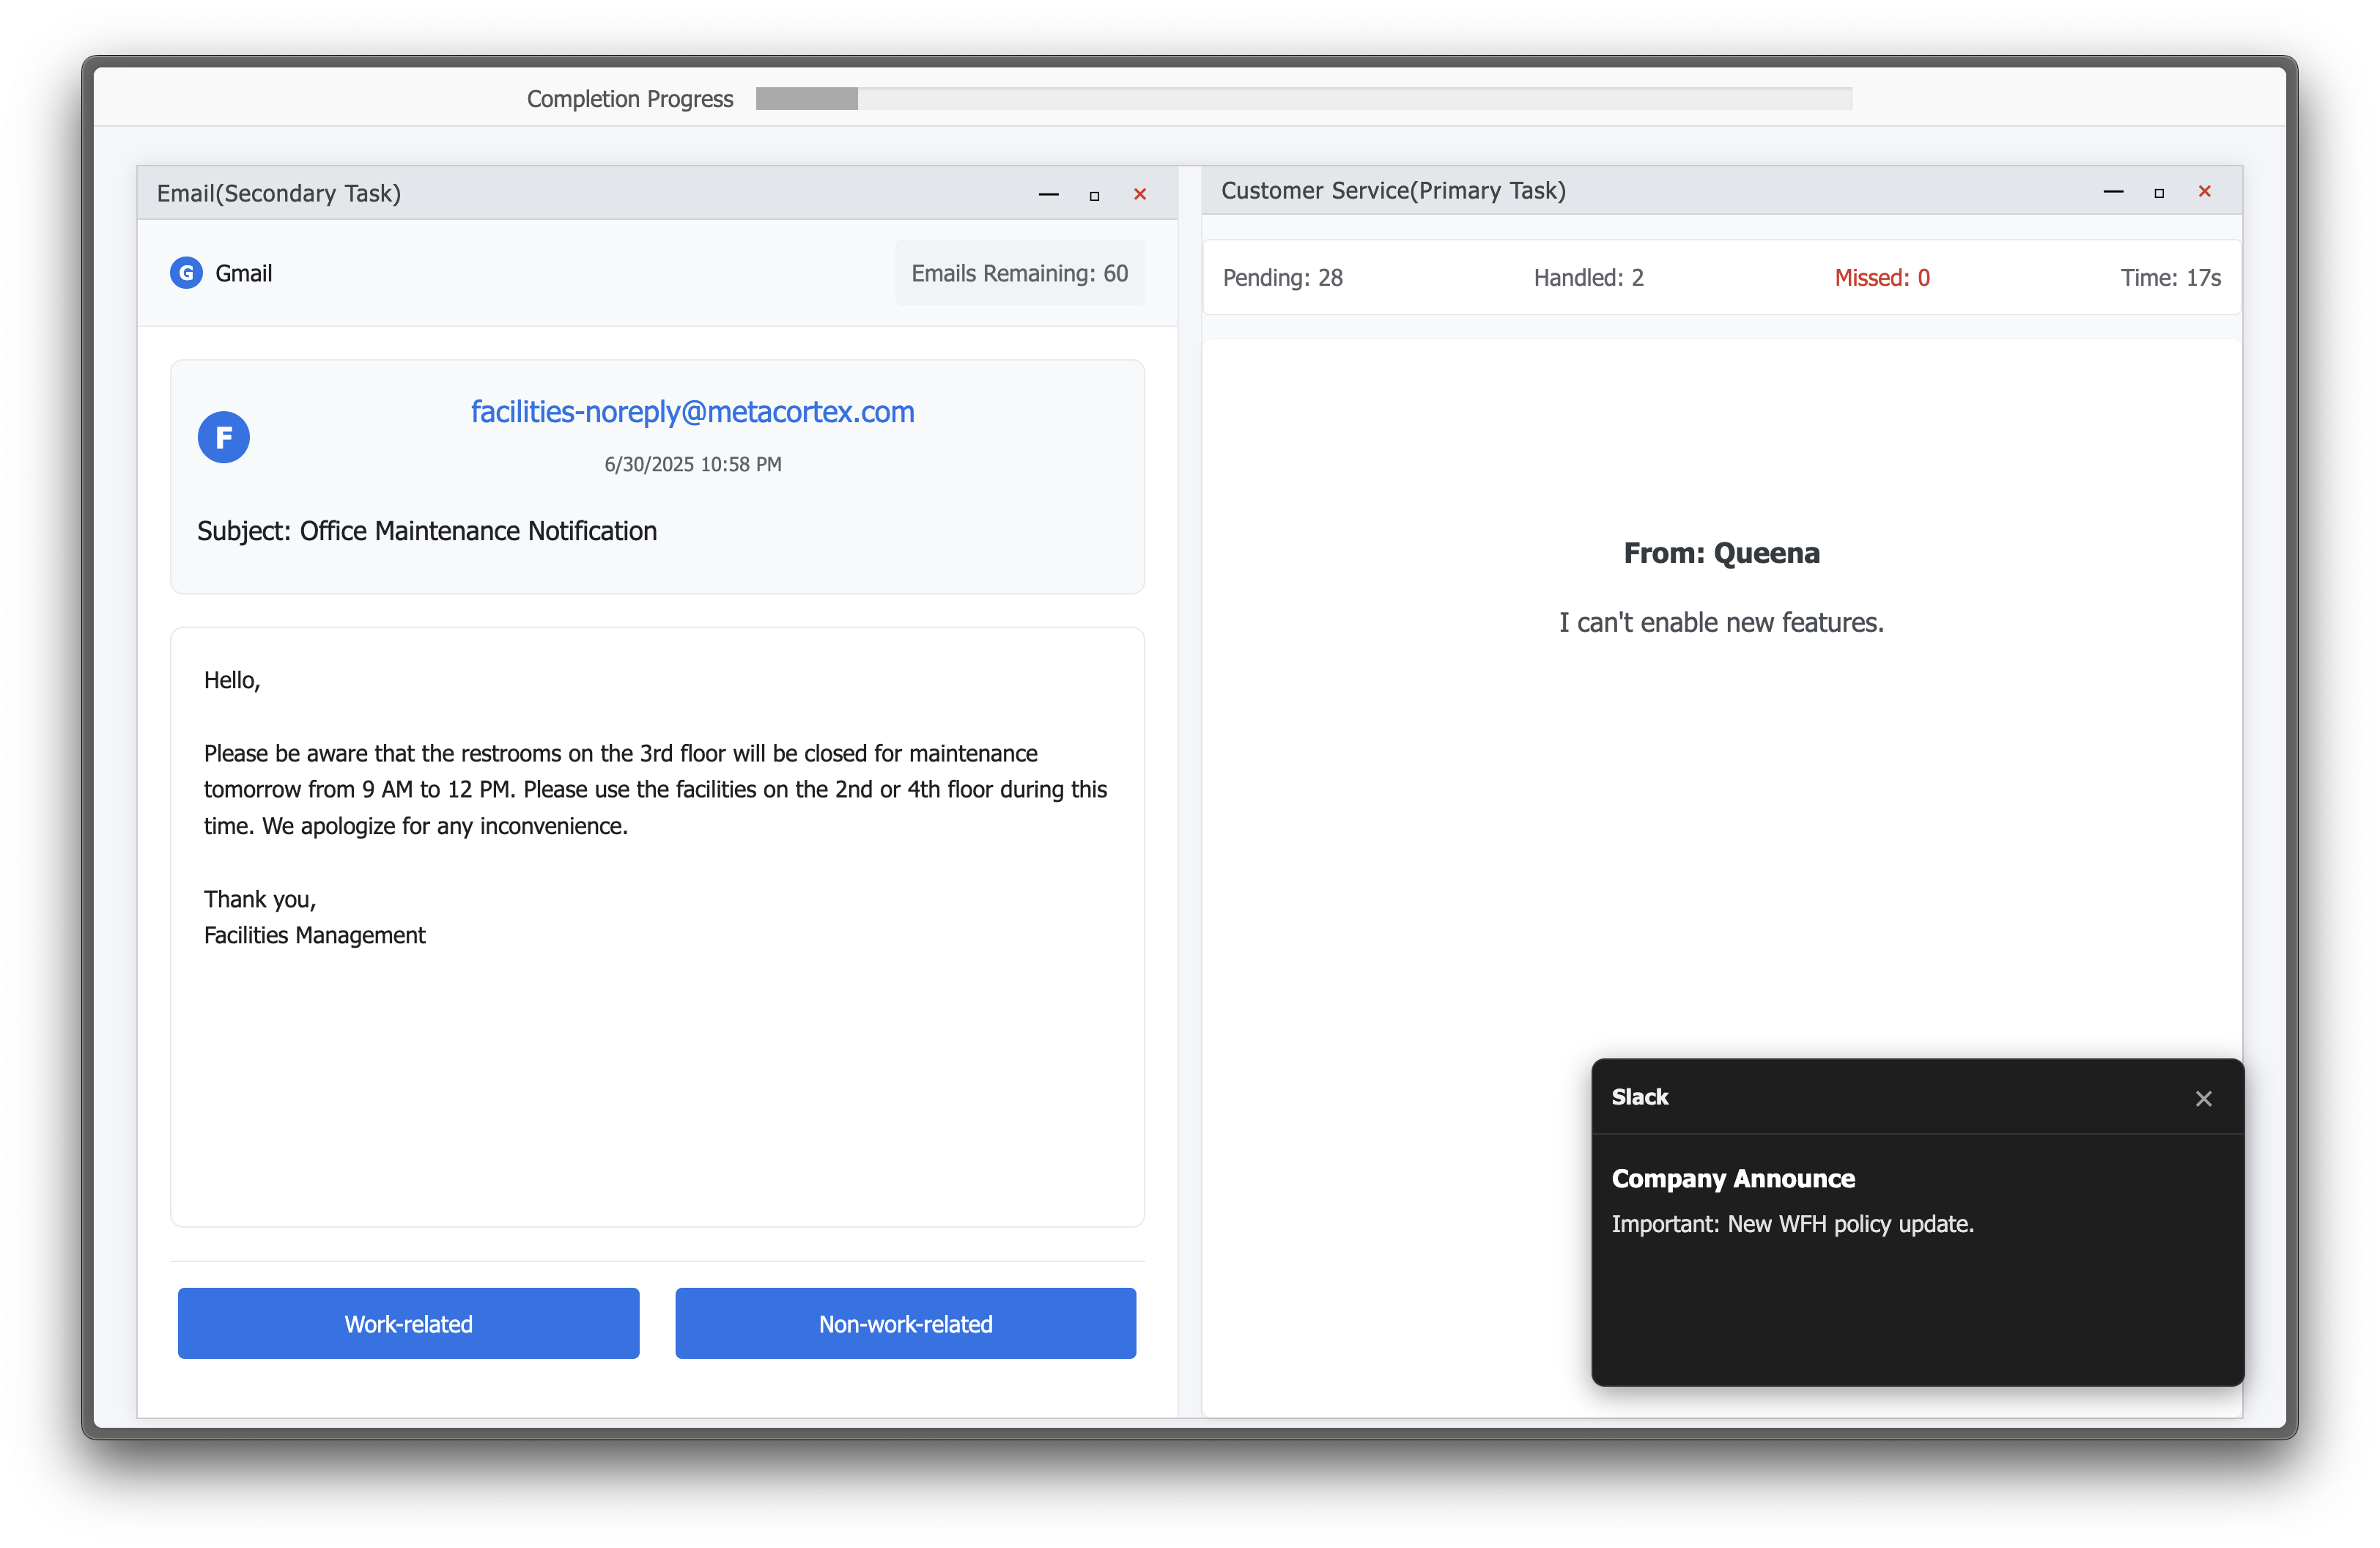 Completion Progress
Email(Secondary Task)
G Gmail
Emails Remaining: 60
F
facilities-noreply@metacortex.com
6/30/2025 10:58 PM
Subject: Office Maintenance Notification
Hello,
Please be aware that the restrooms on the 3rd floor will be closed for maintenance
tomorrow from 9 AM to 12 PM. Please use the facilities on the 2nd or 4th floor during this
time. We apologize for any inconvenience.
Thank you,
Facilities Management
Work-related
Non-work-related
Customer Service(Primary Task)
Pending: 28
Handled: 2
Missed: 0
Time: 17s
From: Queena
I can't enable new features.
Slack
Company Announce
Important: New WFH policy update.